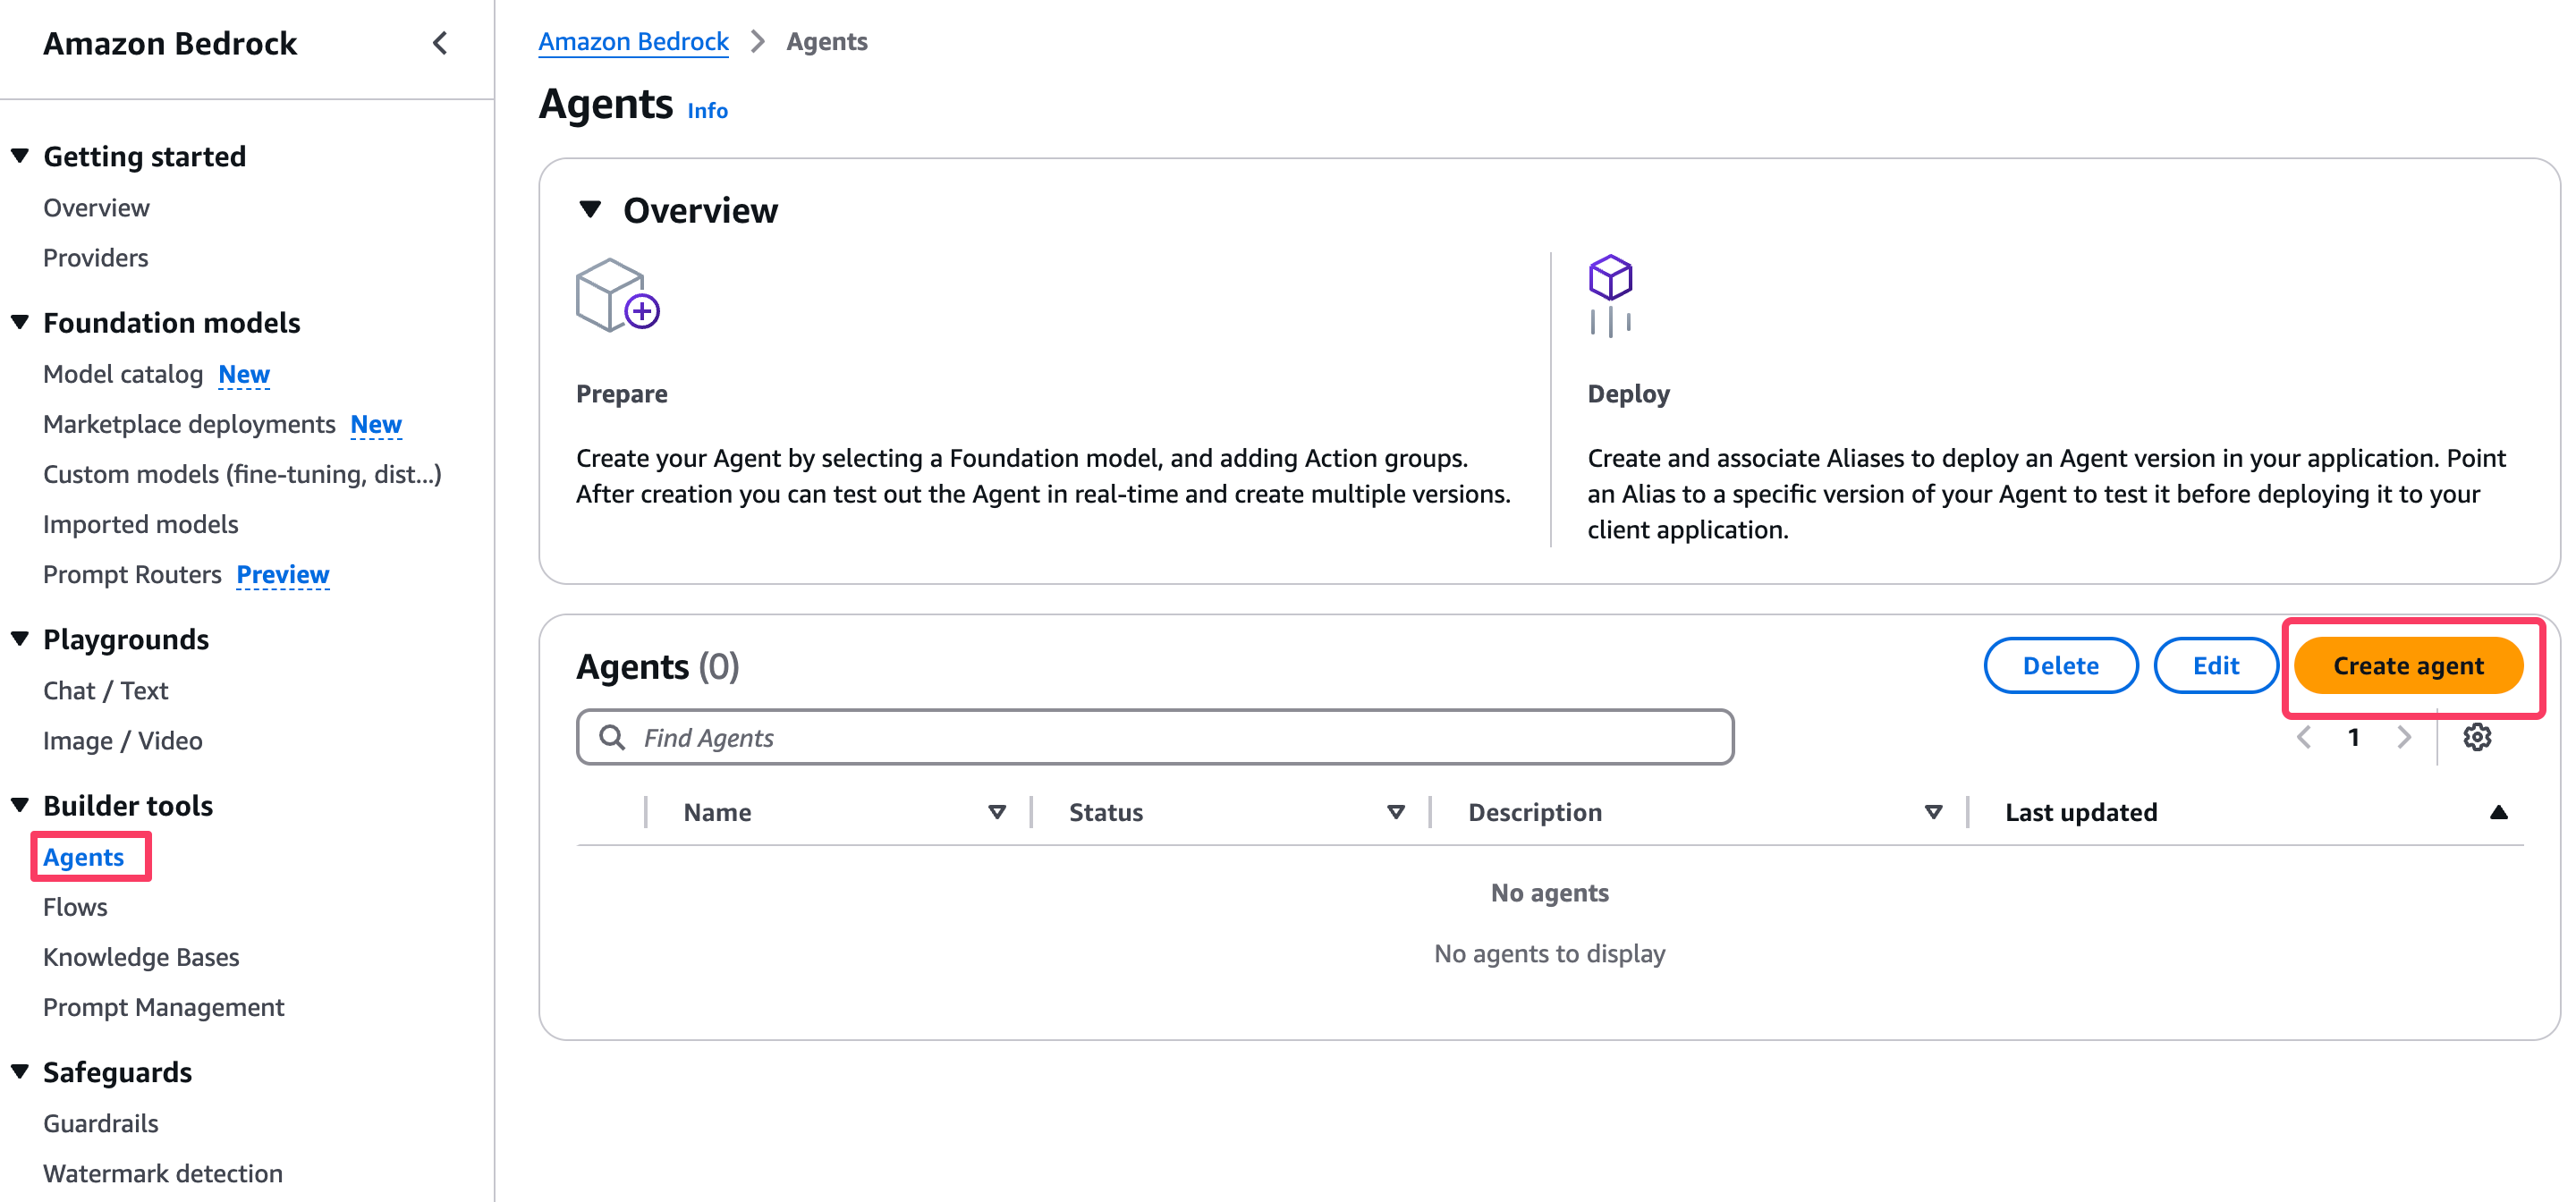 Amazon Bedrock
Getting started
Overview
Providers
Foundation models
Model catalog New
Marketplace deployments New
Custom models (fine-tuning, dist...)
Imported models
Prompt Routers Preview
Playgrounds
Chat / Text
Image / Video
Builder tools
Agents
Flows
Knowledge Bases
Prompt Management
Safeguards
Guardrails
Watermark detection
Amazon Bedrock > Agents
Agents Info
Overview
Prepare
Create your Agent by selecting a Foundation model, and adding Action groups.
After creation you can test out the Agent in real-time and create multiple versions.
Deploy
Create and associate Aliases to deploy an Agent version in your application. Point
an Alias to a specific version of your Agent to test it before deploying it to your
client application.
Agents (0)
Delete Edit Create agent
Find Agents
1
Name Status Description Last updated
No agents
No agents to display